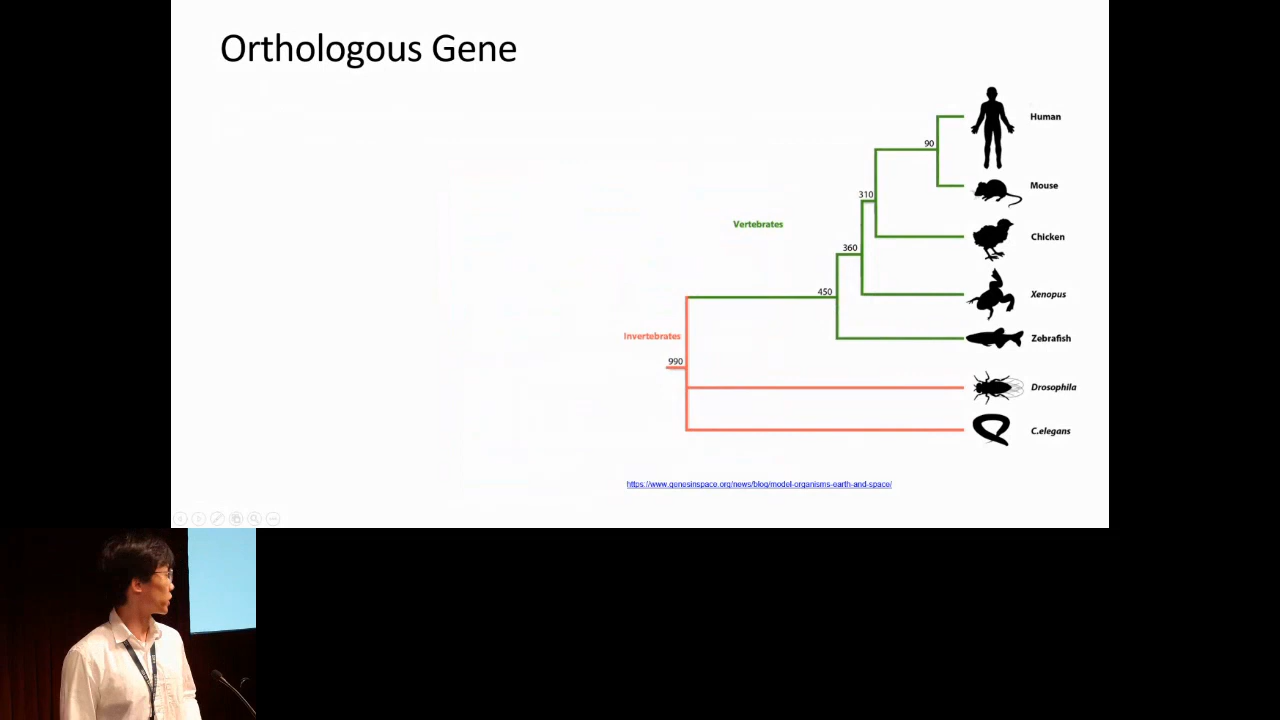 Orthologous Gene
Human
90
Mouse
310
Vertebrates
Chicken
360
450
Xenopus
Invertebrates
Zebrafish
990
Drosophila
C.elegans
https://www.genesinspace.org/news/blog/model-organisms-earth-and-space/